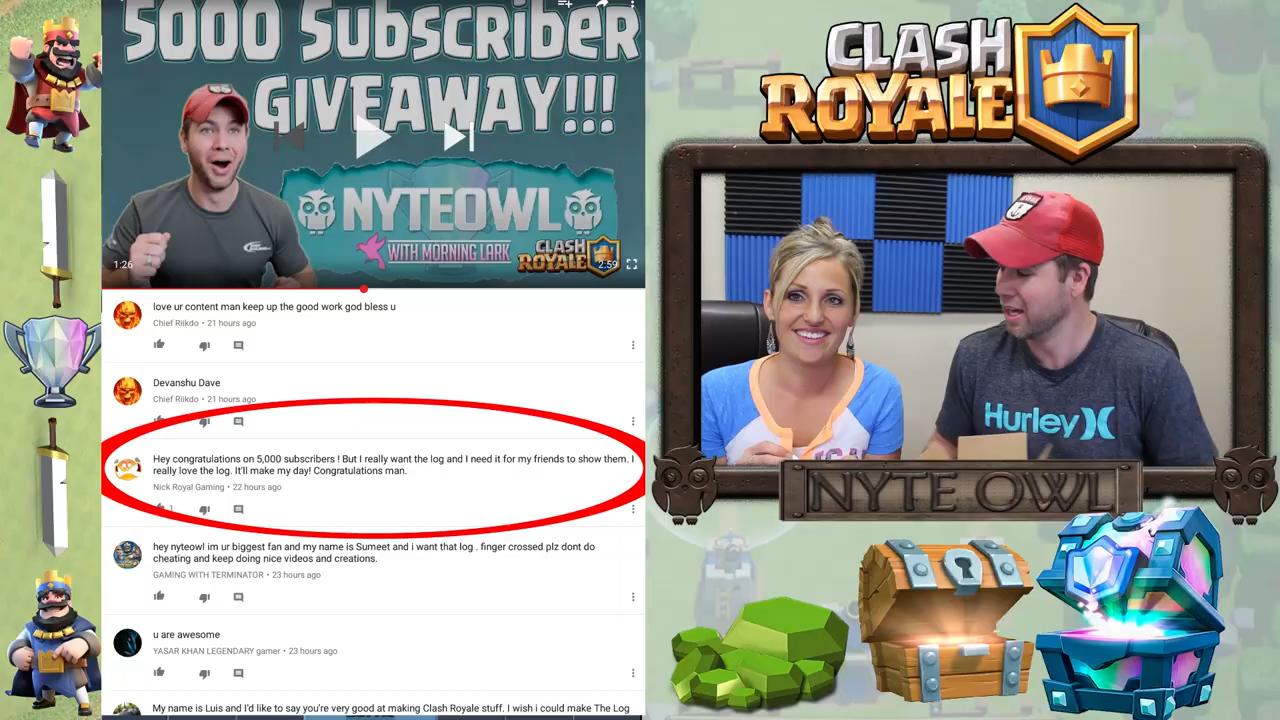 5000 SUBSCRIBER
GIVEAWAY!!!
NYTEOWL
WITH MORNING LARK
CLASH
ROYALE
1:26
2:59
love ur content man keep up the good work god bless u
Chief Riikdo • 21 hours ago
Devanshu Dave
Chief Riikdo • 21 hours ago
Hey congratulations on 5,000 subscribers ! But I really want the log and I need it for my friends to show them. I
really love the log. It'll make my day! Congratulations man.
Nick Royal Gaming • 22 hours ago
1
hey nyteowl im ur biggest fan and my name is Sumeet and i want that log . finger crossed plz dont do
cheating and keep doing nice videos and creations.
GAMING WITH TERMINATOR • 23 hours ago
u are awesome
YASAR KHAN LEGENDARY gamer • 23 hours ago
My name is Luis and I'd like to say you're very good at making Clash Royale stuff. I wish i could make The Log
CLASH
ROYALE
Hurley
NYTE OWL